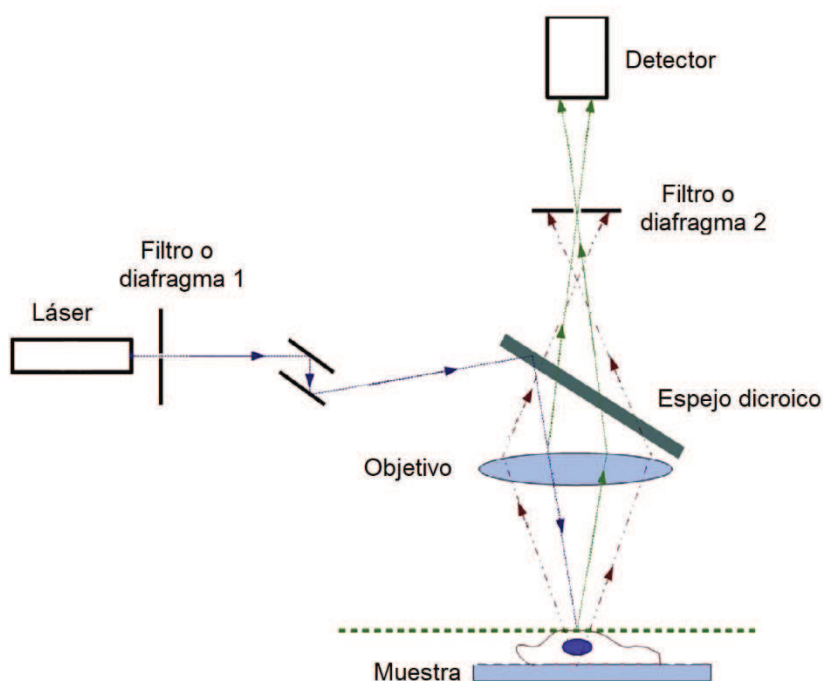 Detector
Filtro o
diafragma 2
Filtro o
diafragma 1
Láser
Espejo dicroico
Objetivo
Muestra